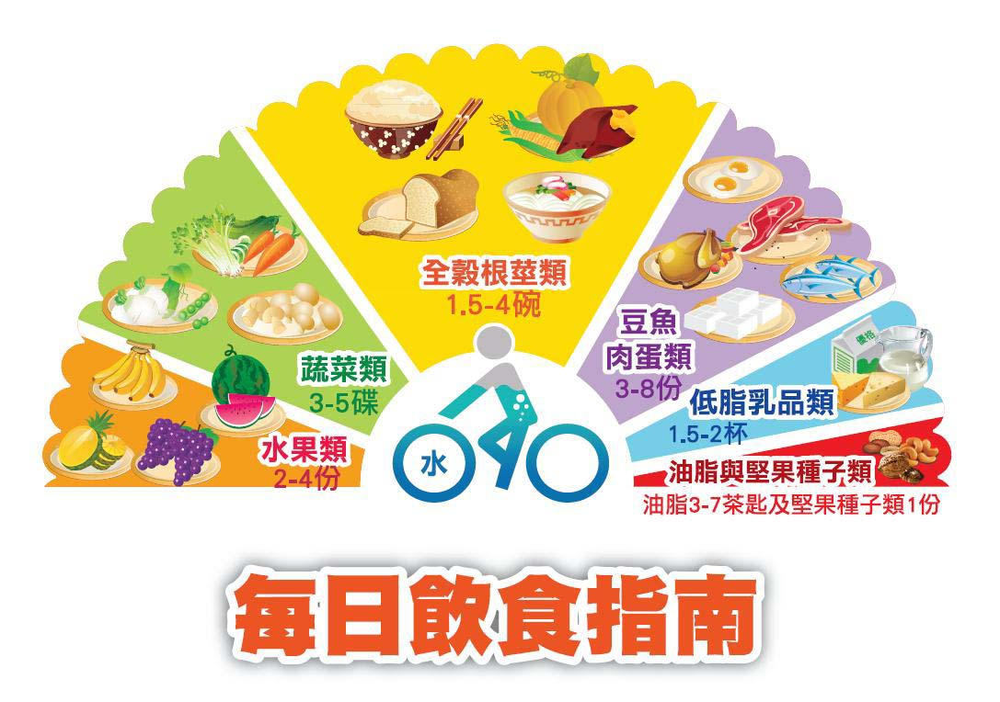 全穀根莖類
1.5-4碗
蔬菜類
3-5碟
水果類
2-4份
豆魚
肉蛋類
3-8份
優格
低脂乳品類
1.5-2杯
油脂與堅果種子類
油脂3-7茶匙及堅果種子類1份
水
每日飲食指南